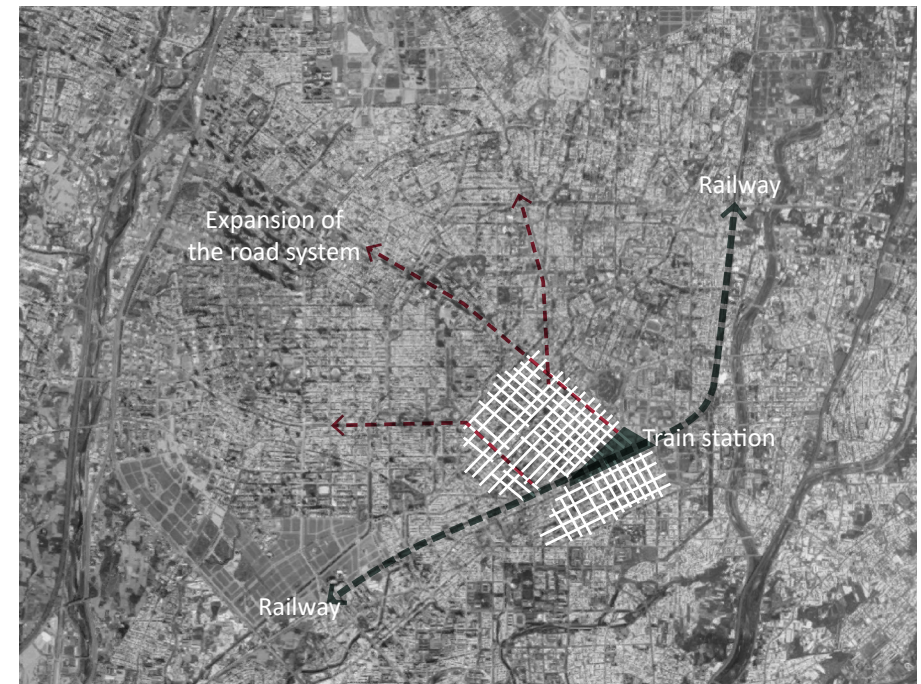 Railway
Expansion of
the road system
Train station
Railway